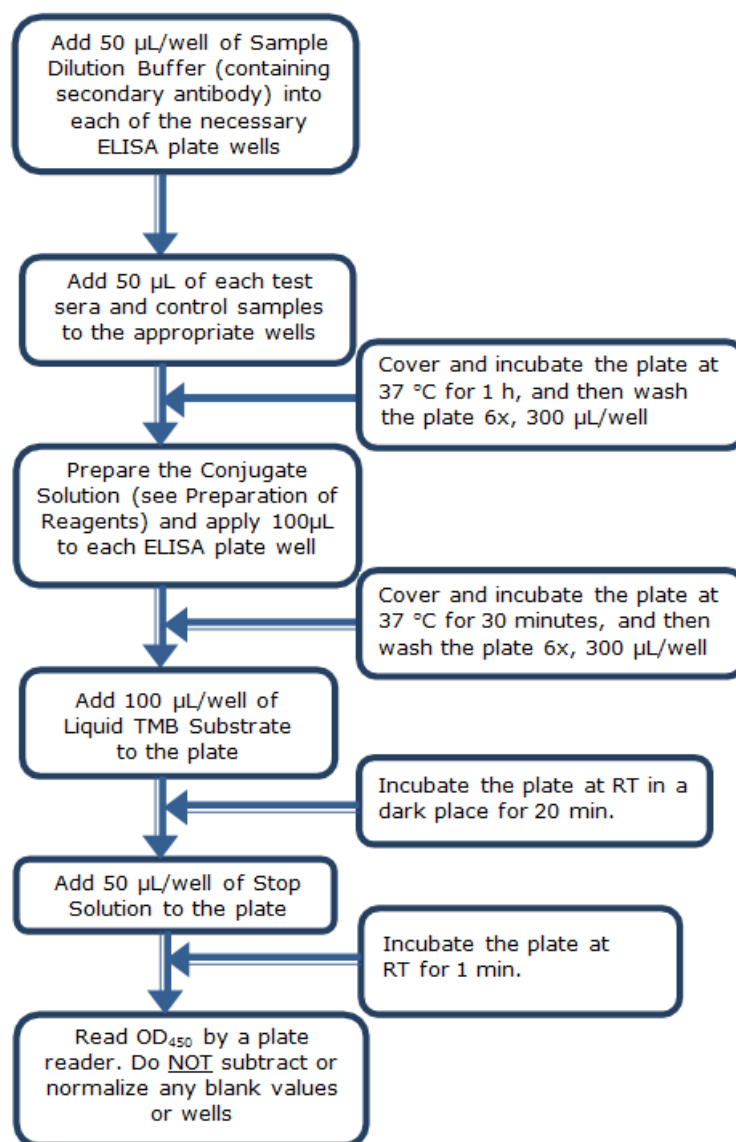 Add 50 µL/well of Sample
Dilution Buffer (containing
secondary antibody) into
each of the necessary
ELISA plate wells
Add 50 µL of each test
sera and control samples
to the appropriate wells
Cover and incubate the plate at
37 °C for 1 h, and then wash
the plate 6x, 300 µL/well
Prepare the Conjugate
Solution (see Preparation of
Reagents) and apply 100µL
to each ELISA plate well
Cover and incubate the plate at
37 °C for 30 minutes, and then
wash the plate 6x, 300 µL/well
Add 100 µL/well of
Liquid TMB Substrate
to the plate
Incubate the plate at RT in a
dark place for 20 min.
Add 50 µL/well of Stop
Solution to the plate
Incubate the plate at
RT for 1 min.
Read OD₄₅₀ by a plate
reader. Do NOT subtract or
normalize any blank values
or wells